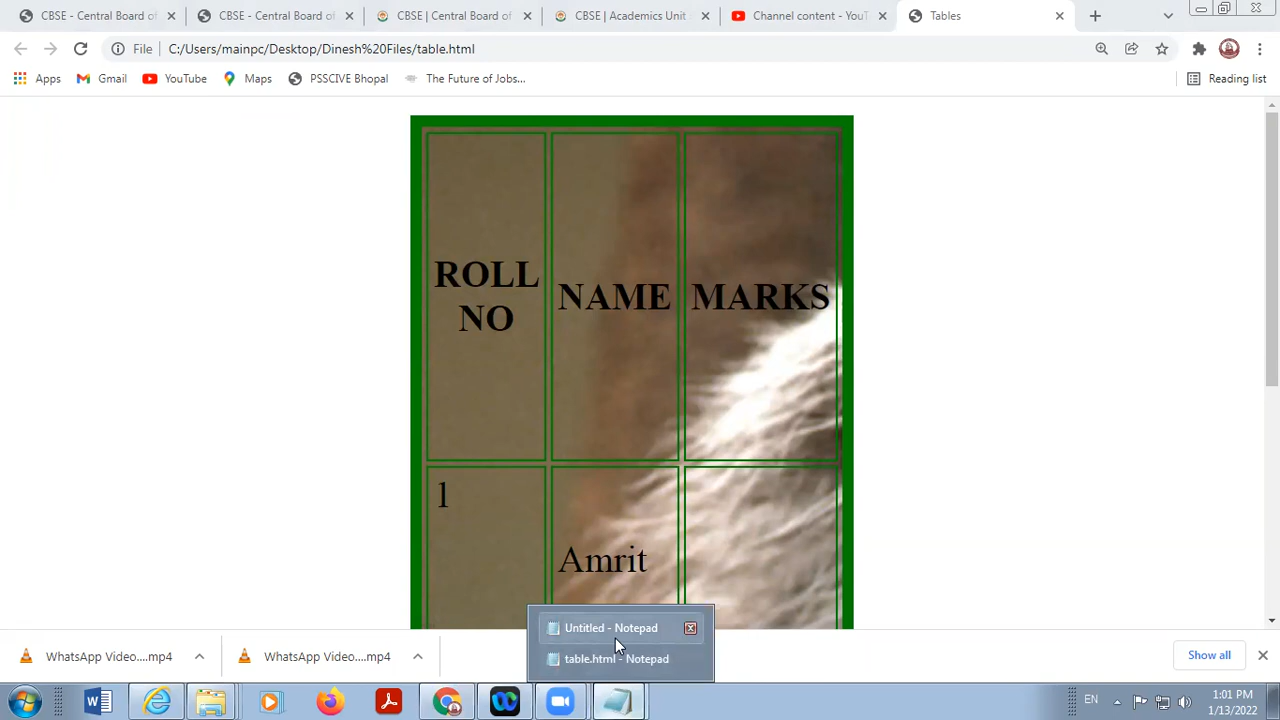 CBSE - Central Board of
CBSE - Central Board of
CBSE | Central Board of
CBSE | Academics Unit :
Channel content - YouT
Tables
File
C:/Users/mainpc/Desktop/Dinesh%20Files/table.html
Apps
Gmail
YouTube
Maps
PSSCIVE Bhopal
The Future of Jobs...
Reading list
ROLL
NO
NAME
MARKS
1
Amrit
Untitled - Notepad
table.html - Notepad
WhatsApp Video....mp4
WhatsApp Video....mp4
Show all
EN
1:01 PM
1/13/2022